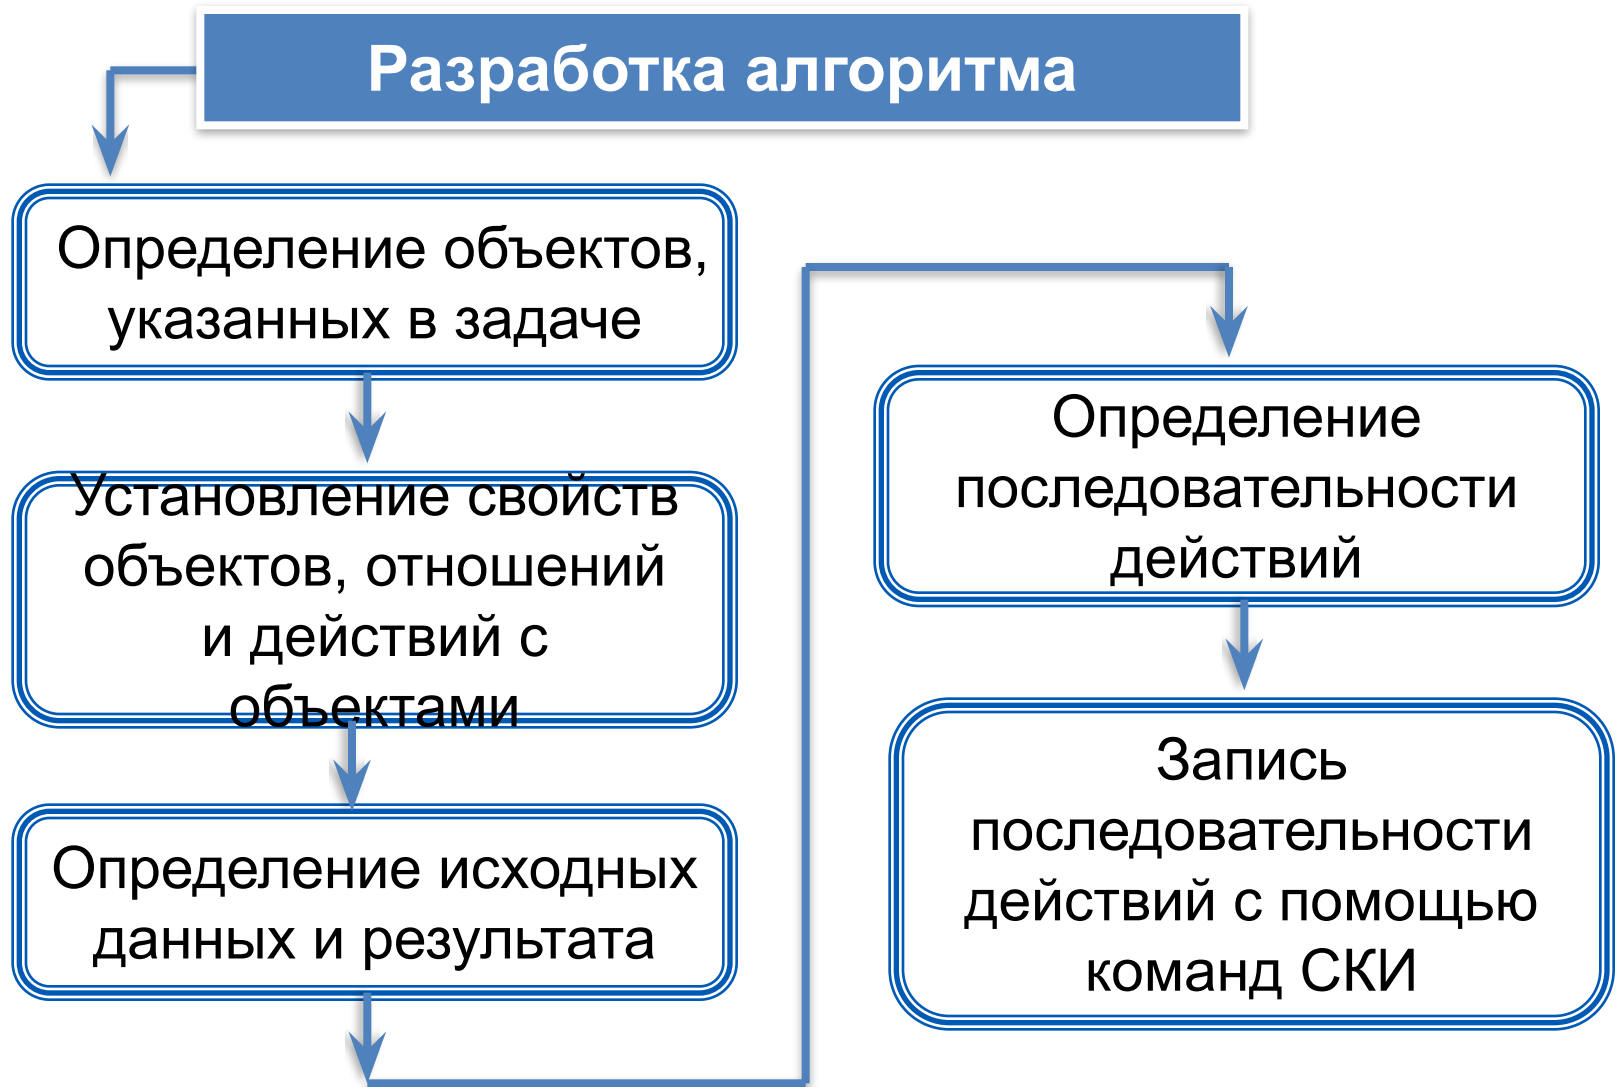 Разработка алгоритма
Определение объектов,
указанных в задаче
Установление свойств
объектов, отношений
и действий с
объектами
Определение исходных
данных и результата
Определение
последовательности
действий
Запись
последовательности
действий с помощью
команд СКИ